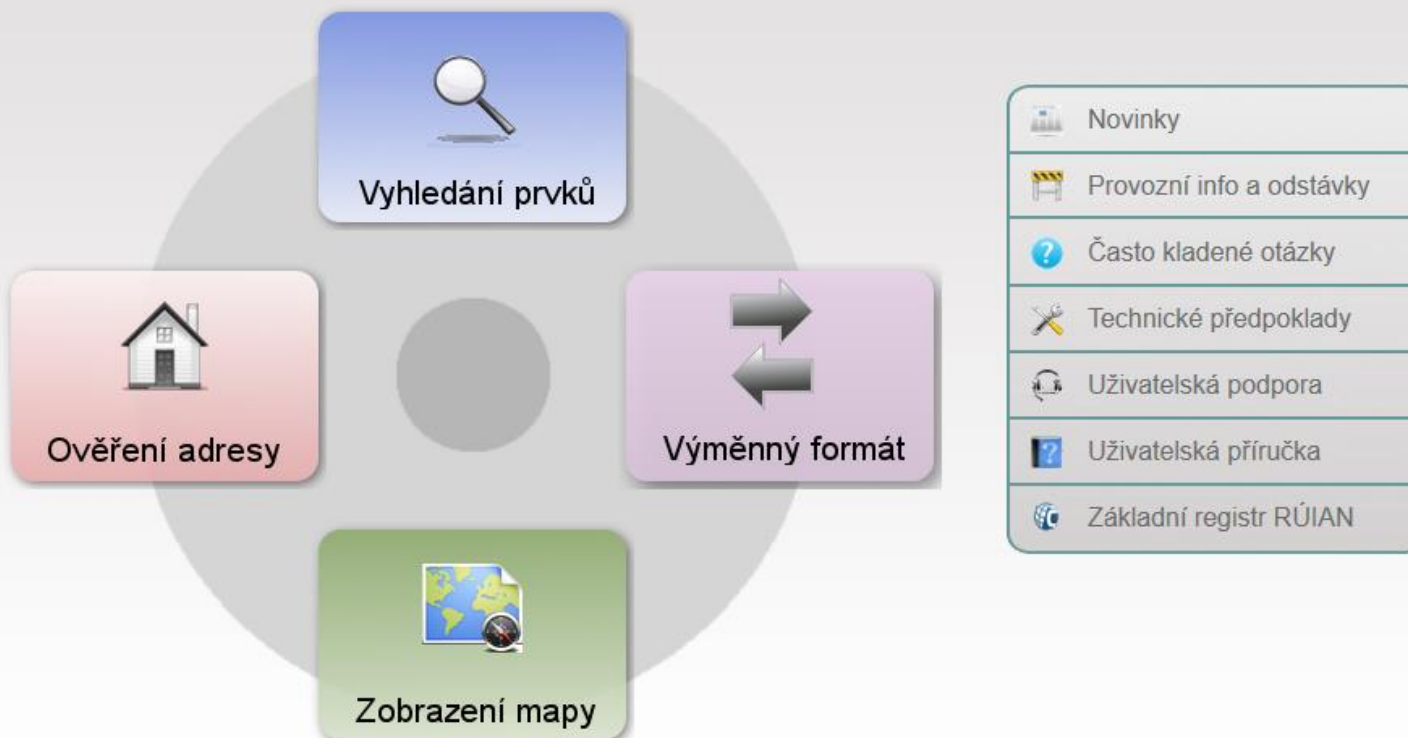 Vyhledání prvků
Ověření adresy
Výměnný formát
Zobrazení mapy
Novinky
Provozní info a odstávky
Často kladené otázky
Technické předpoklady
Uživatelská podpora
Uživatelská příručka
Základní registr RÚIAN